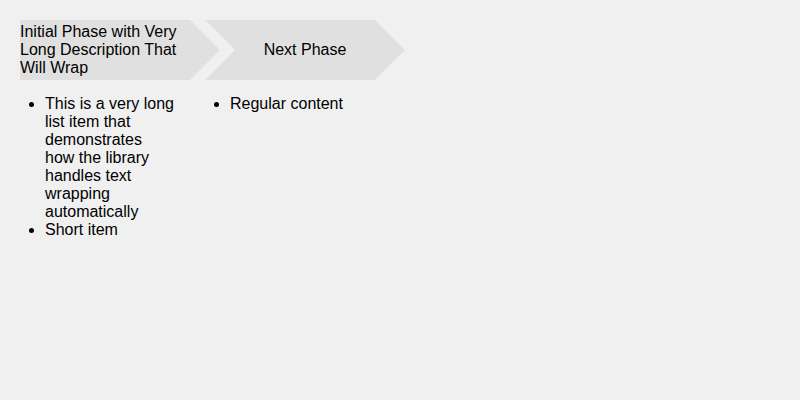 Initial Phase with Very
Long Description That
Will Wrap
Next Phase
• This is a very long
list item that
demonstrates
how the library
handles text
wrapping
automatically
• Short item
• Regular content